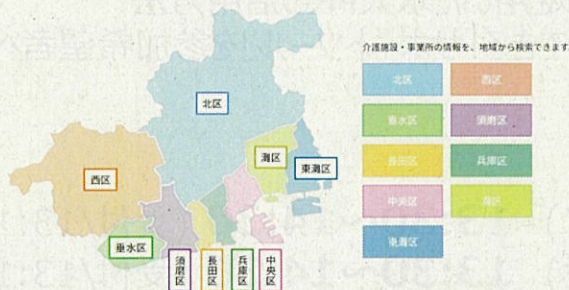 介護施設・事業所の情報を、地域から検索できます
北区
北区
西区
灘区
東灘区
垂水区
須磨区
長田区
兵庫区
中央区
西区
垂水区
須磨区
長田区
兵庫区
中央区
灘区
東灘区